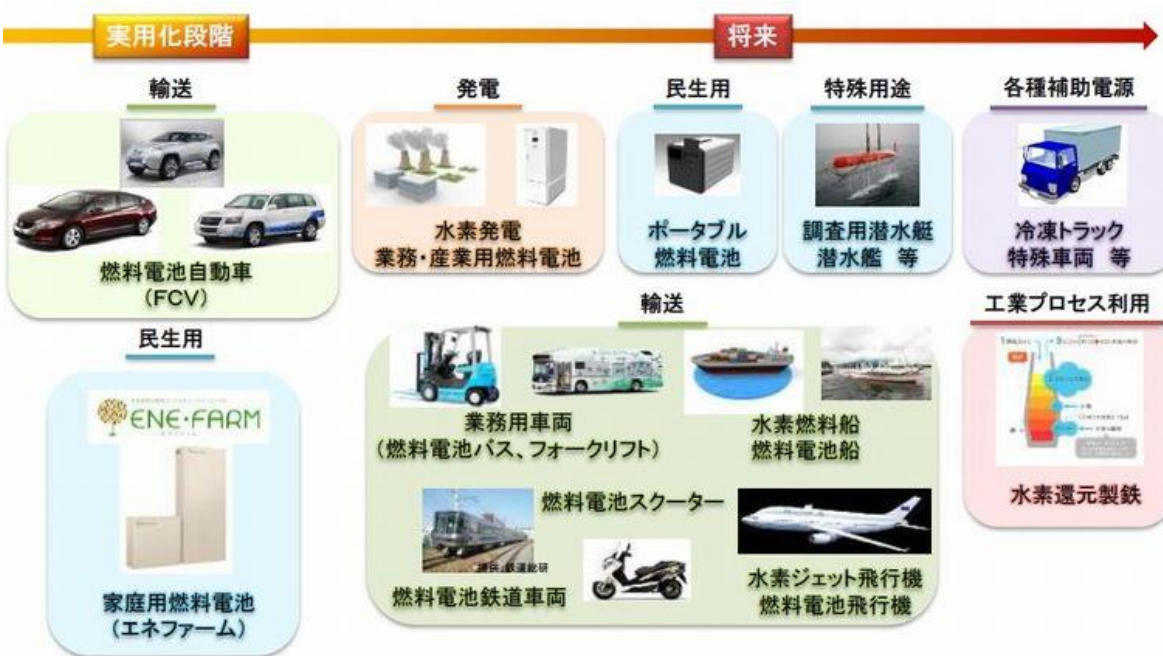 実用化段階
将来
輸送
燃料電池自動車
(FCV)
民生用
ENE・FARM
家庭用燃料電池
(エネファーム)
発電
水素発電
業務・産業用燃料電池
民生用
ポータブル
燃料電池
特殊用途
調査用潜水艇
潜水艦 等
各種補助電源
冷凍トラック
特殊車両 等
輸送
業務用車両
(燃料電池バス、フォークリフト)
水素燃料船
燃料電池船
燃料電池スクーター
提供:鉄道総研
燃料電池鉄道車両
水素ジェット飛行機
燃料電池飛行機
工業プロセス利用
水素還元製鉄